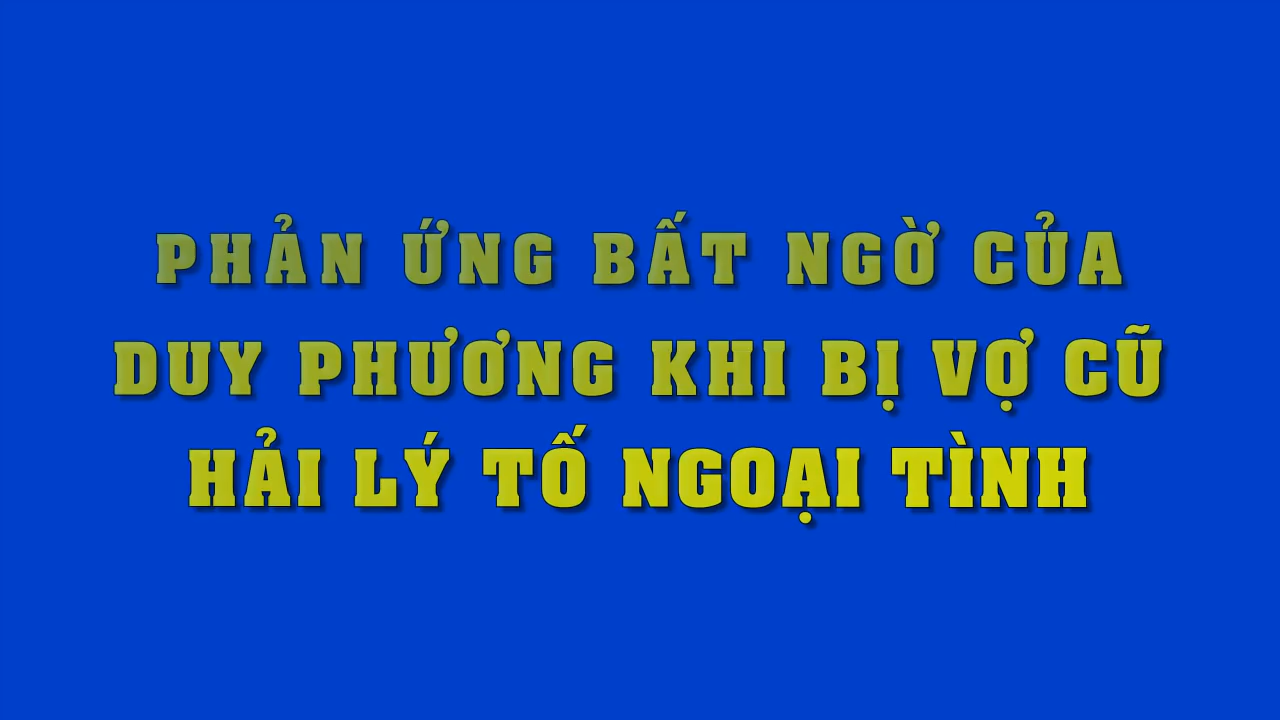 PHẢN ỨNG BẤT NGỜ CỦA
DUY PHƯƠNG KHI BỊ VỢ CŨ
HẢI LÝ TỐ NGOẠI TÌNH